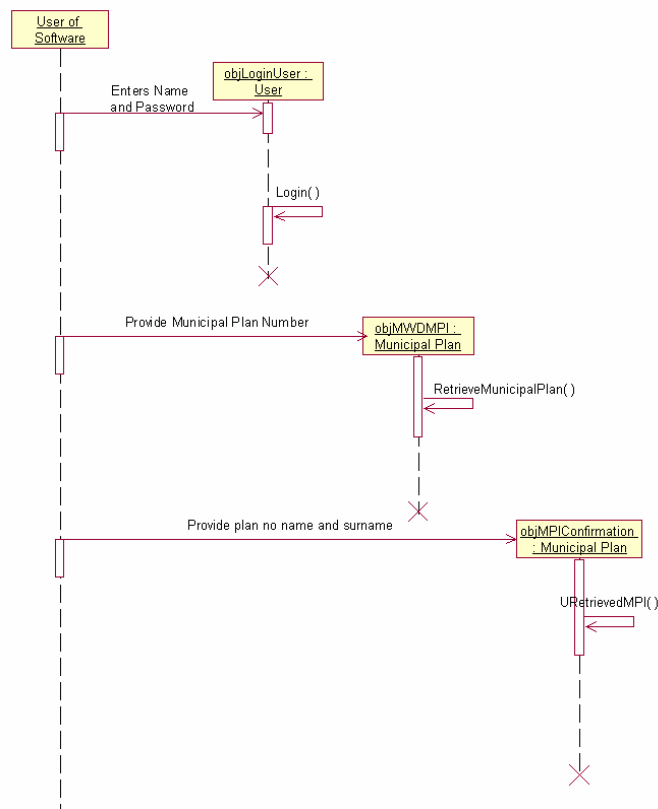 User of
Software
objLoginUser :
User
Enters Name
and Password
Login( )
Provide Municipal Plan Number
objMWDMPI :
Municipal Plan
RetrieveMunicipalPlan( )
Provide plan no name and surname
objMPIConfirmation
: Municipal Plan
URetrievedMPI( )